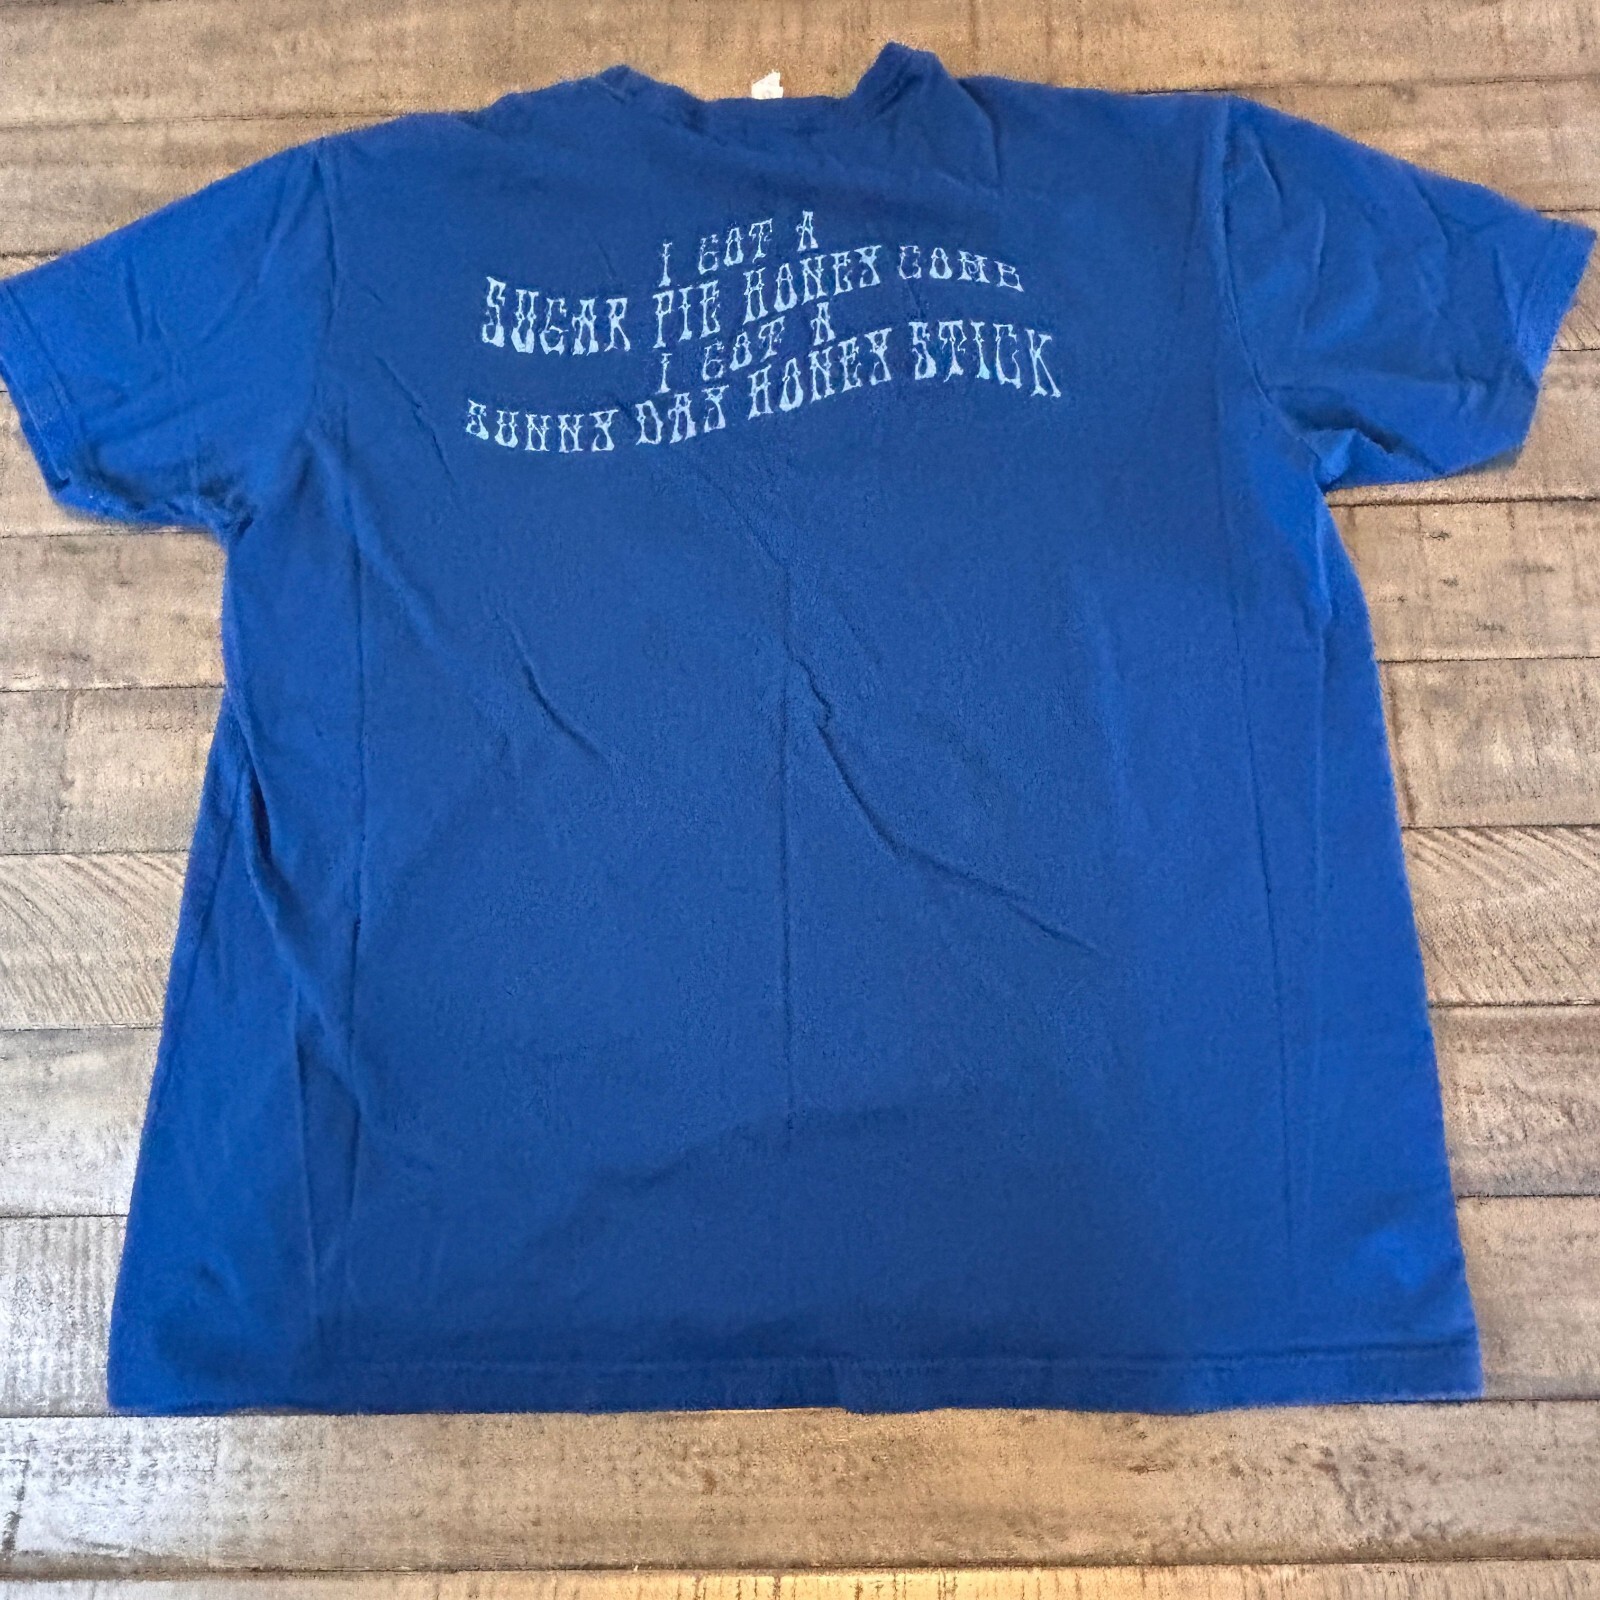 I GOT A
SUGAR PIE HONEY COMB
I GOT A
SUNNY DAY HONEY STICK